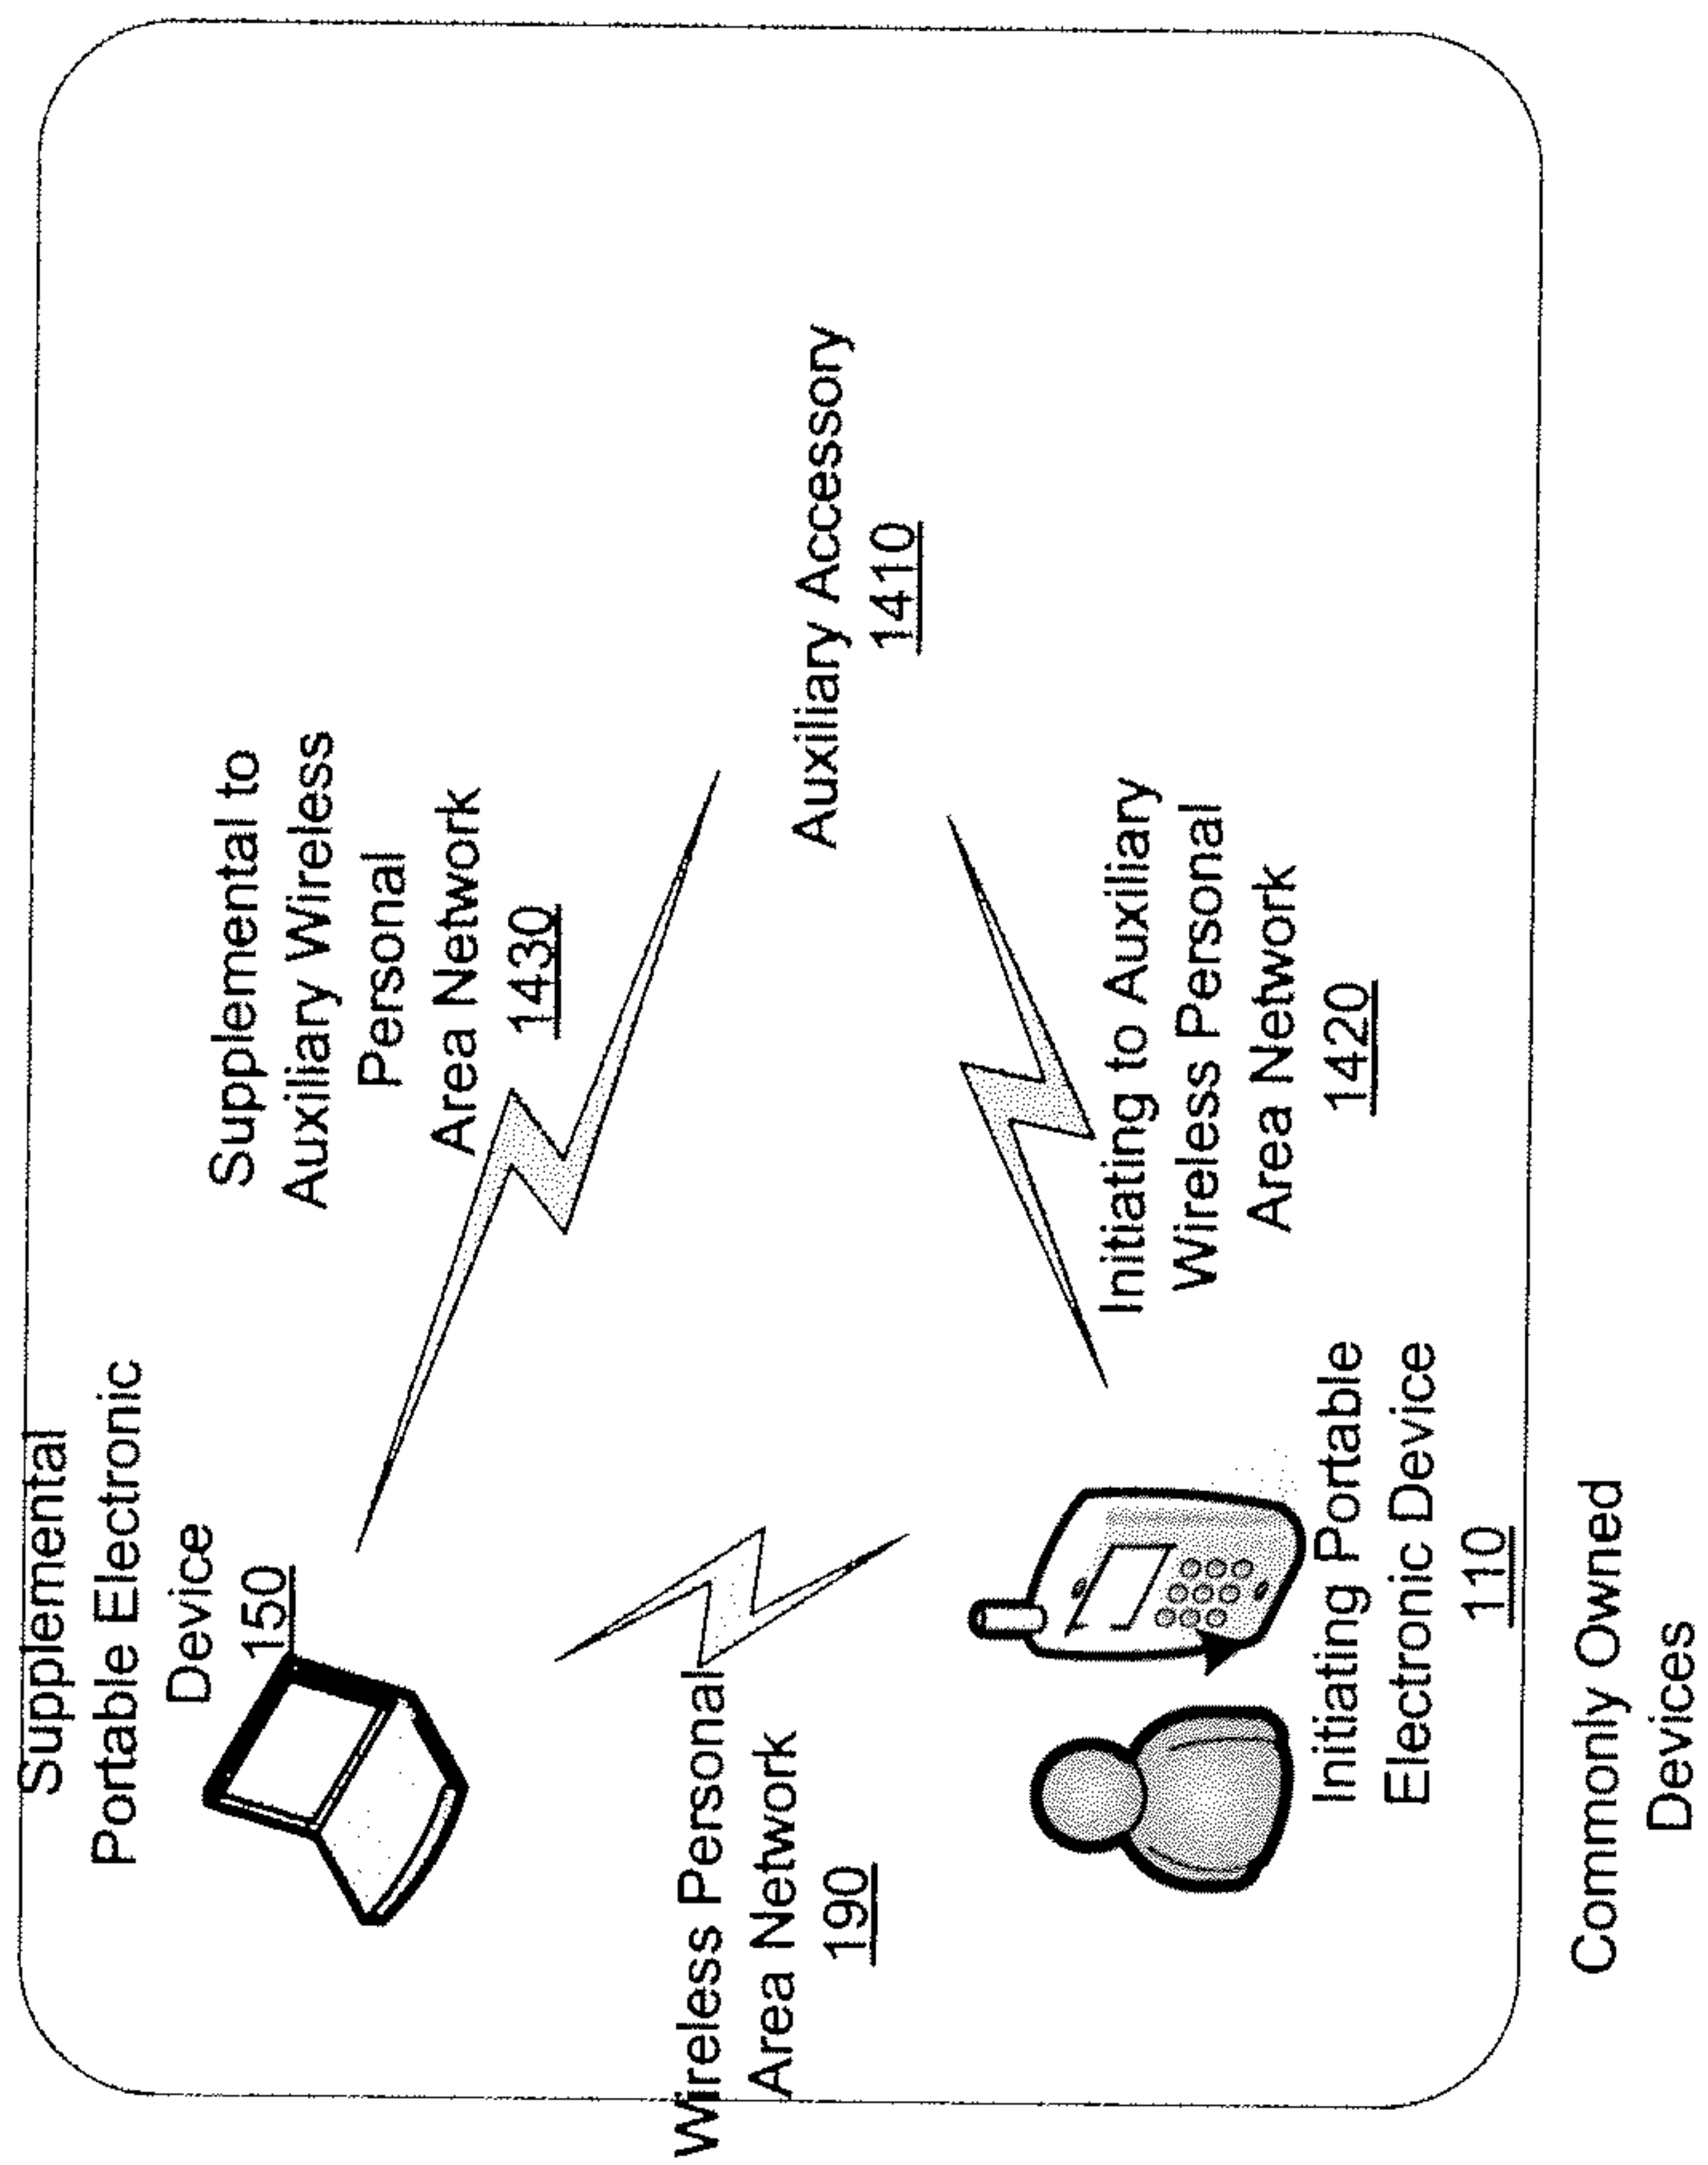 Supplemental
Portable Electronic
Device
150
Supplemental to
Auxiliary Wireless
Personal
Area Network
1430
Wireless Personal
Area Network
190
Auxiliary Accessory
1410
Initiating to Auxiliary
Wireless Personal
Area Network
1420
Initiating Portable
Electronic Device
110
Commonly Owned
Devices